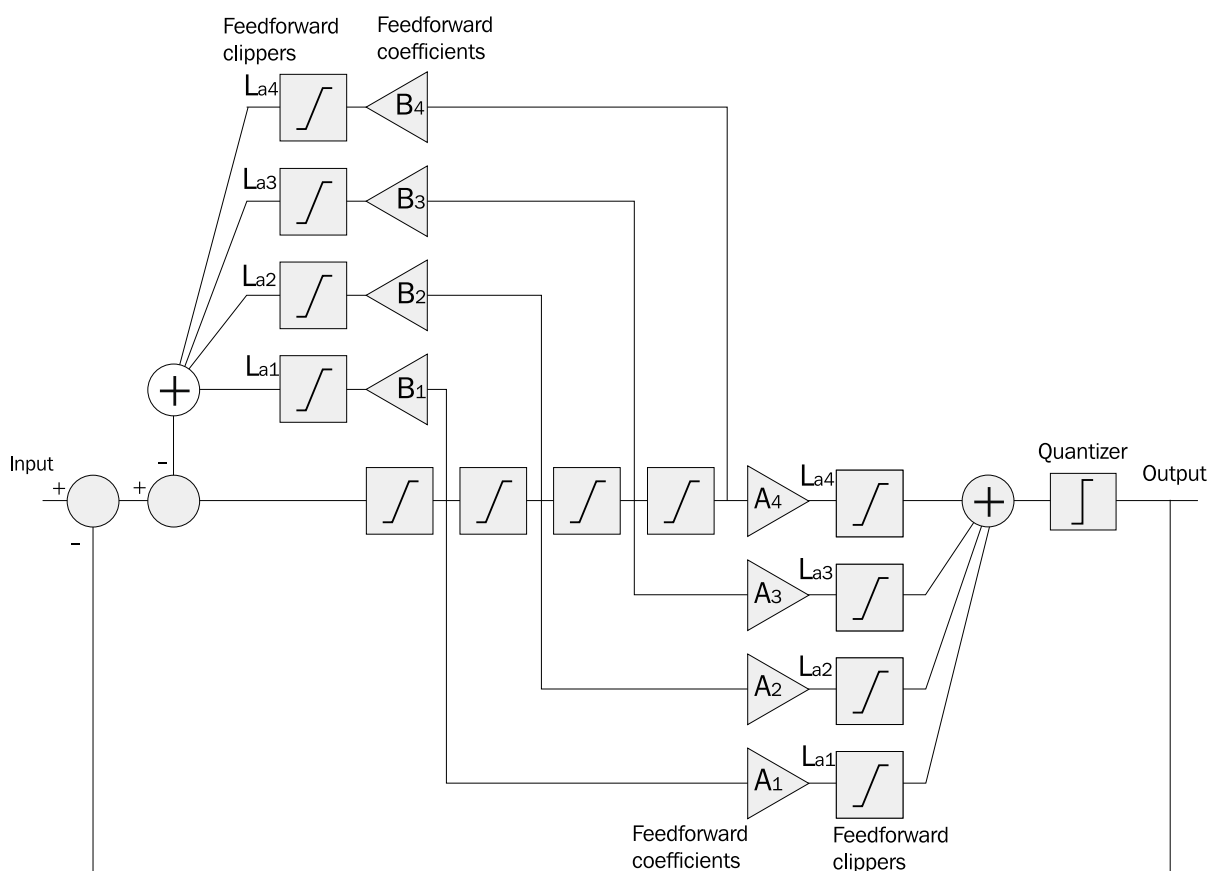 Feedforward
clippers
Feedforward
coefficients
La4
B4
La3
B3
La2
B2
La1
B1
+
-
Input
+
+
-
A4
La4
+
Quantizer
Output
A3
La3
A2
La2
A1
La1
Feedforward
coefficients
Feedforward
clippers